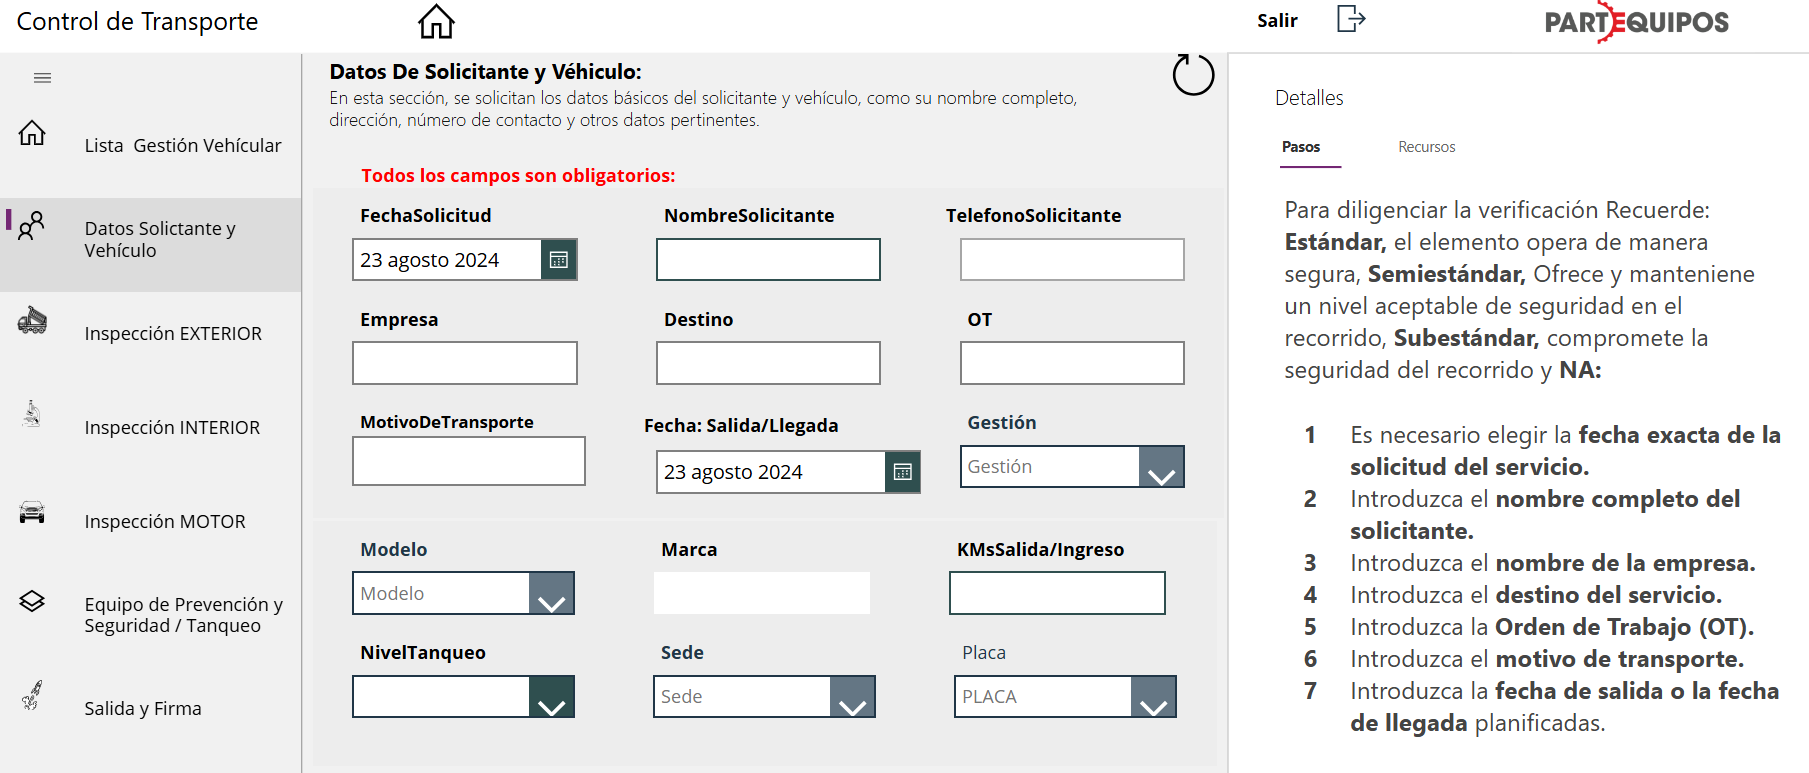 Control de Transporte
Salir
PARTEQUIPOS
Lista  Gestión Vehícular
Datos Solictante y
Vehículo
Inspección EXTERIOR
Inspección INTERIOR
Inspección MOTOR
Equipo de Prevención y
Seguridad / Tanqueo
Salida y Firma
Datos De Solicitante y Véhiculo:
En esta sección, se solicitan los datos básicos del solicitante y vehículo, como su nombre completo,
dirección, número de contacto y otros datos pertinentes.
Todos los campos son obligatorios:
FechaSolicitud NombreSolicitante TelefonoSolicitante
23 agosto 2024
Empresa Destino OT
MotivoDeTransporte Fecha: Salida/Llegada Gestión
23 agosto 2024 Gestión
Modelo Marca KMsSalida/Ingreso
Modelo
NivelTanqueo Sede Placa
Sede PLACA
Detalles
Pasos Recursos
Para diligenciar la verificación Recuerde:
Estándar, el elemento opera de manera
segura, Semiestándar, Ofrece y manteniene
un nivel aceptable de seguridad en el
recorrido, Subestándar, compromete la
seguridad del recorrido y NA:
1 Es necesario elegir la fecha exacta de la
solicitud del servicio.
2 Introduzca el nombre completo del
solicitante.
3 Introduzca el nombre de la empresa.
4 Introduzca el destino del servicio.
5 Introduzca la Orden de Trabajo (OT).
6 Introduzca el motivo de transporte.
7 Introduzca la fecha de salida o la fecha
de llegada planificadas.